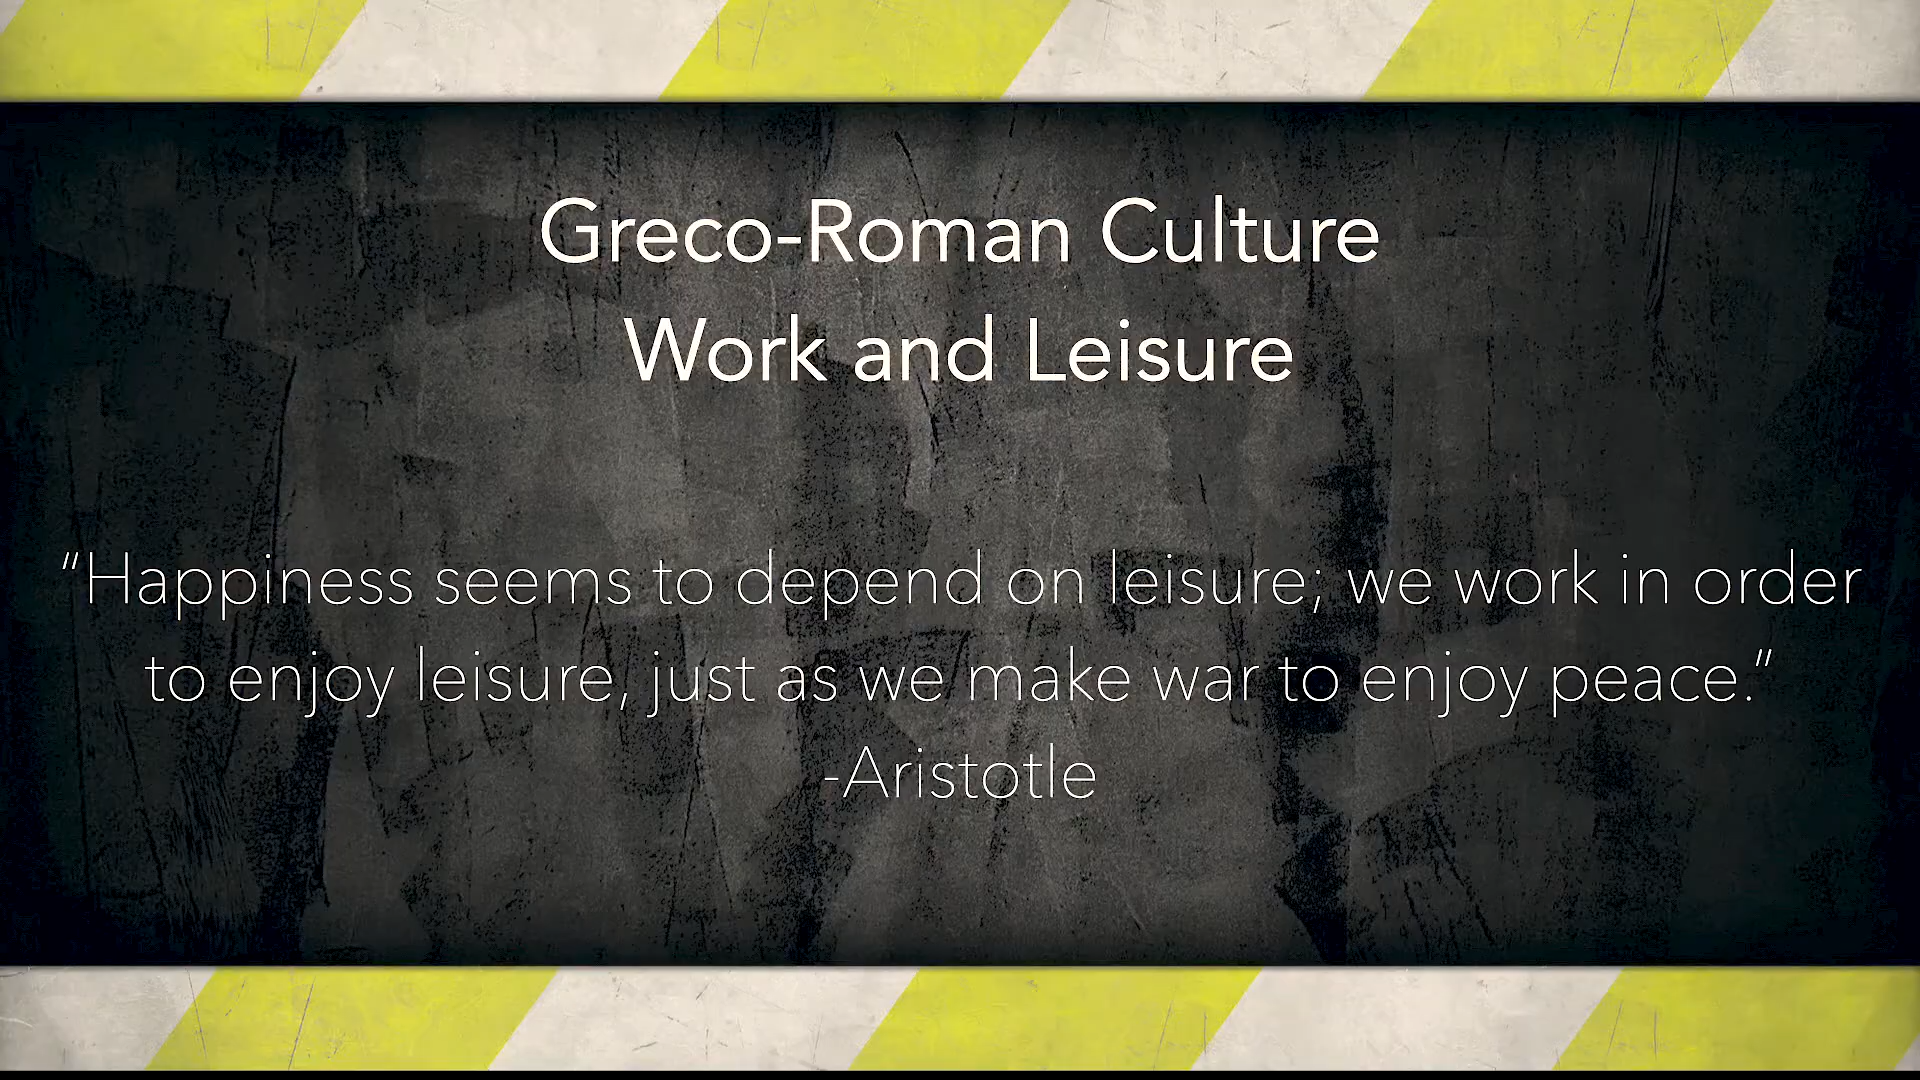 Greco-Roman Culture
Work and Leisure
“Happiness seems to depend on leisure; we work in order
to enjoy leisure, just as we make war to enjoy peace.”
-Aristotle